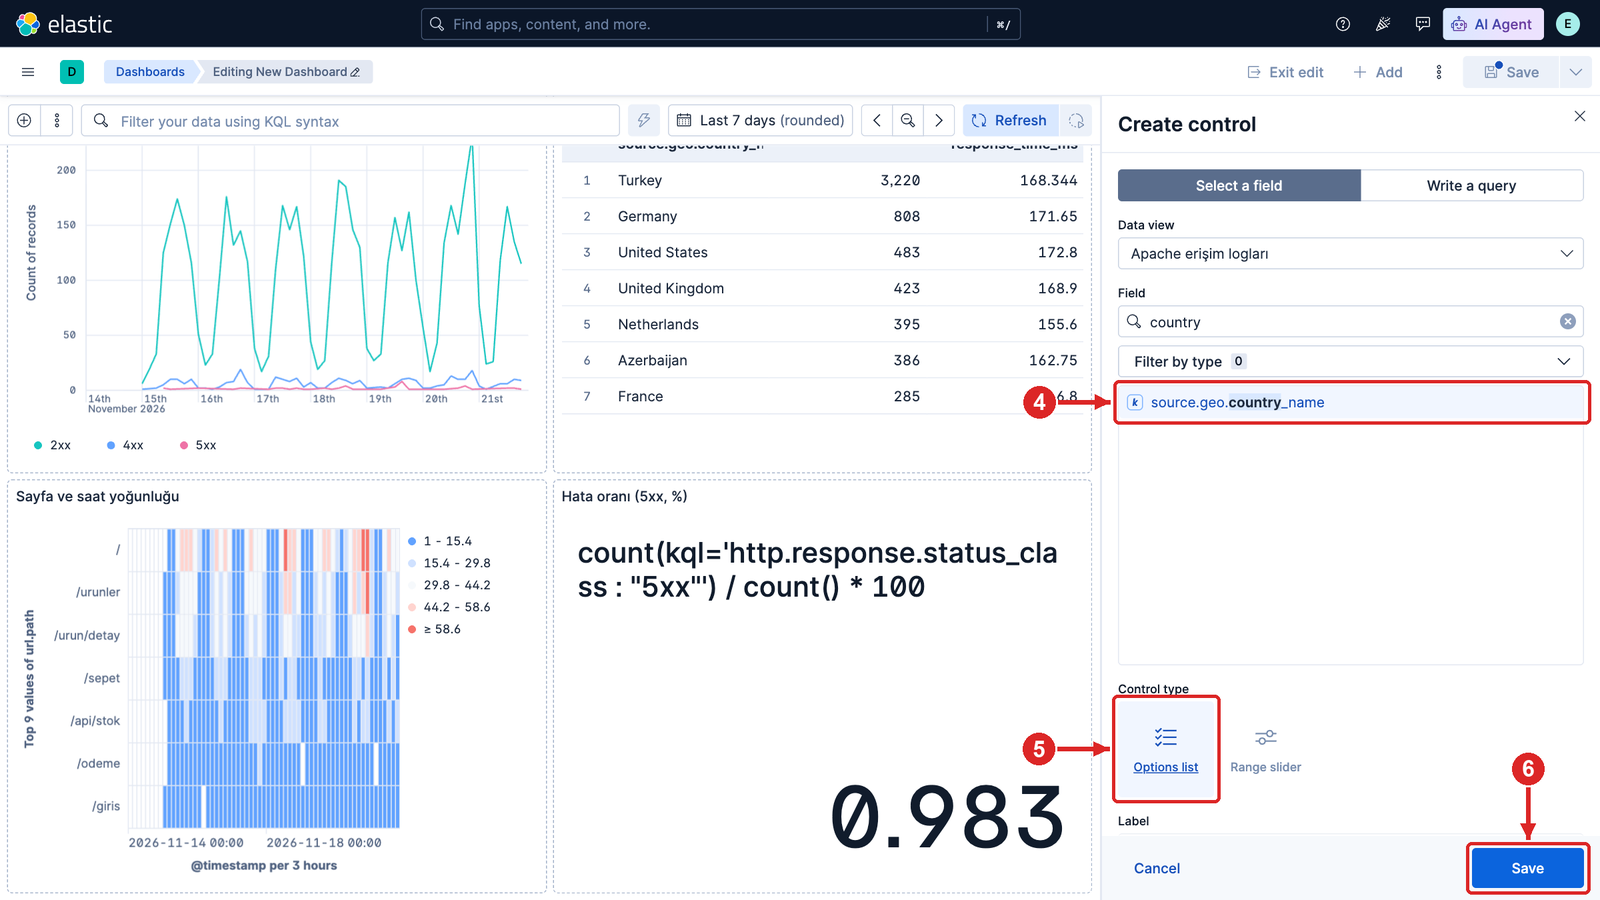 elastic
Find apps, content, and more.
⌘/
AI Agent
E
D
Dashboards
Editing New Dashboard
Exit edit
Add
Save
Filter your data using KQL syntax
Last 7 days (rounded)
Refresh
Count of records
200
150
100
50
0
14th 15th 16th 17th 18th 19th 20th 21st
November 2026
2xx 4xx 5xx
source.geo.country_n response_time_ms
1 Turkey 3,220 168.344
2 Germany 808 171.65
3 United States 483 172.8
4 United Kingdom 423 168.9
5 Netherlands 395 155.6
6 Azerbaijan 386 162.75
7 France 285 6.8
Sayfa ve saat yoğunluğu
Top 9 values of url.path
/
/urunler
/urun/detay
/sepet
/api/stok
/odeme
/giris
2026-11-14 00:00 2026-11-18 00:00
@timestamp per 3 hours
1 - 15.4
15.4 - 29.8
29.8 - 44.2
44.2 - 58.6
≥ 58.6
Hata oranı (5xx, %)
count(kql='http.response.status_cla
ss : "5xx"') / count() * 100
0.983
Create control
Select a field
Write a query
Data view
Apache erişim logları
Field
country
Filter by type 0
4
k source.geo.country_name
Control type
5
Options list
Range slider
6
Label
Cancel
Save